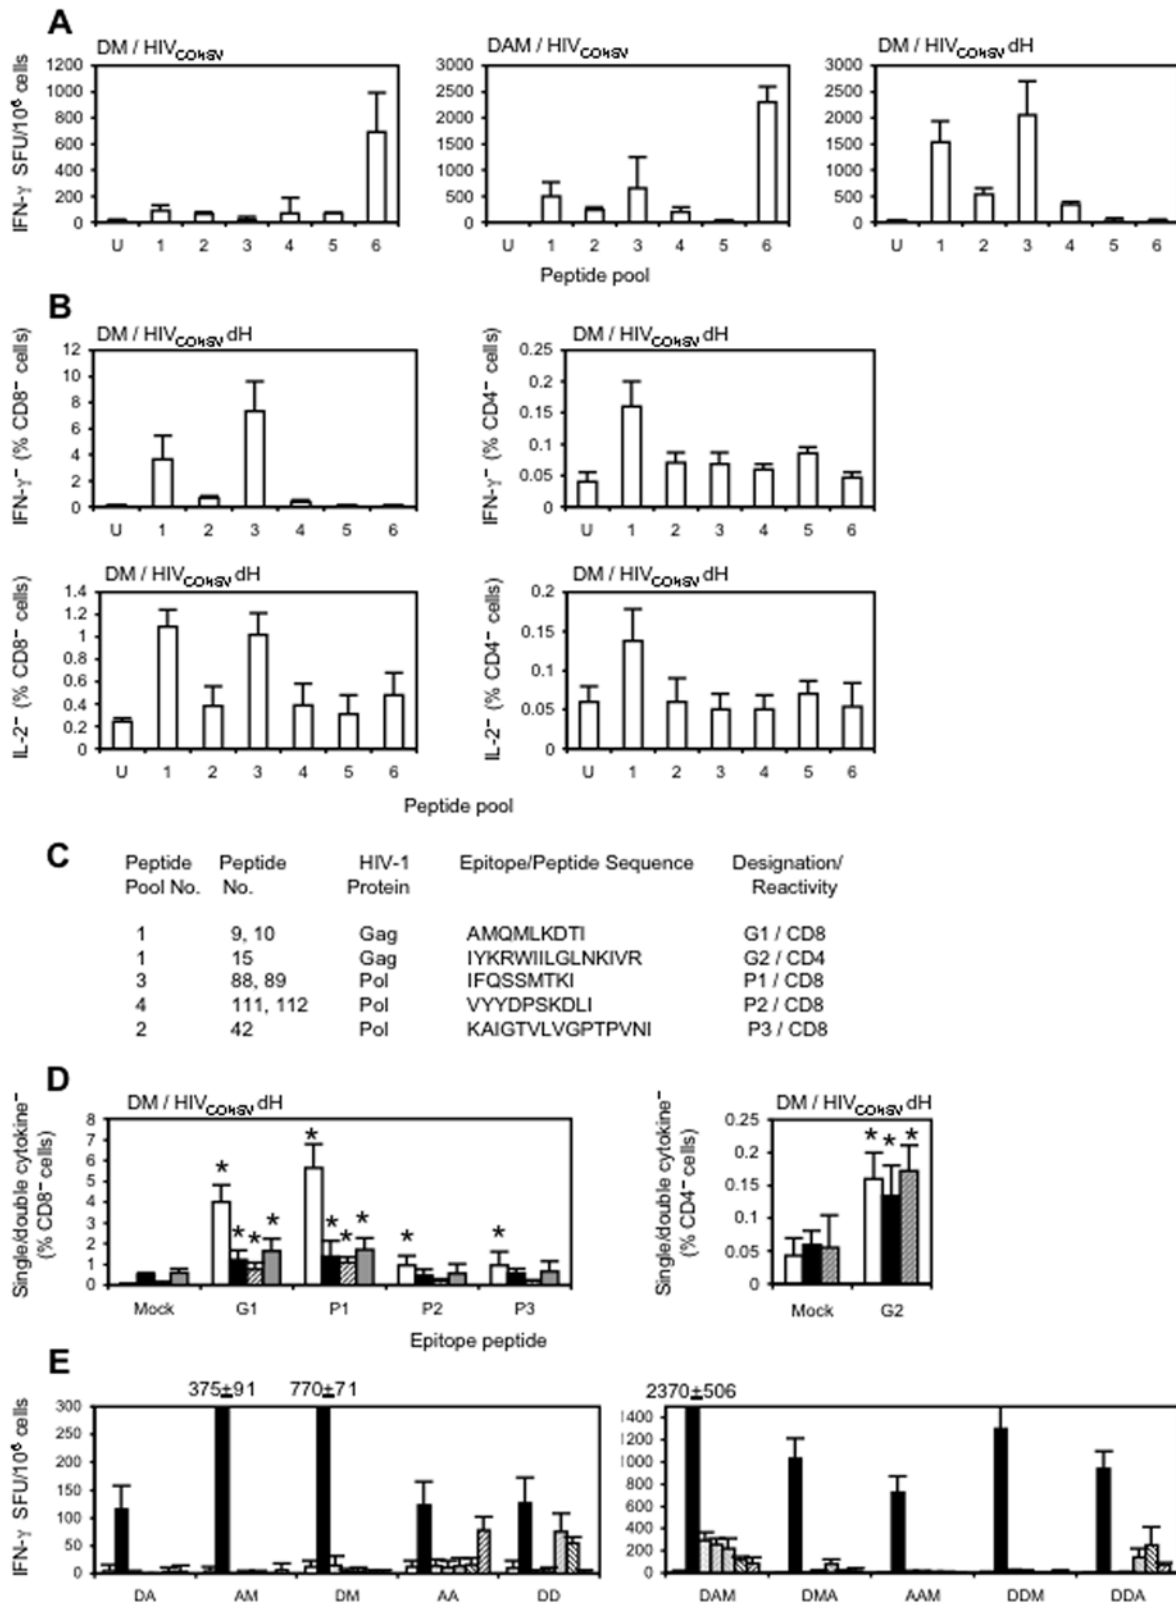 A
DM / HIVCONSV
DAM / HIVCONSV
DM / HIVCONSV dH
IFN-γ SFU/10⁶ cells
1200
1000
800
600
400
200
0
3000
2500
2000
1500
1000
500
0
3000
2500
2000
1500
1000
500
0
U 1 2 3 4 5 6
U 1 2 3 4 5 6
U 1 2 3 4 5 6
Peptide pool
B
DM / HIVCONSV dH
DM / HIVCONSV dH
IFN-γ⁻ (% CD8⁻ cells)
12
10
8
6
4
2
0
U 1 2 3 4 5 6
IFN-γ⁻ (% CD4⁻ cells)
0.25
0.2
0.15
0.1
0.05
0
U 1 2 3 4 5 6
DM / HIVCONSV dH
DM / HIVCONSV dH
IL-2⁻ (% CD8⁻ cells)
1.4
1.2
1
0.8
0.6
0.4
0.2
0
U 1 2 3 4 5 6
IL-2⁻ (% CD4⁻ cells)
0.2
0.15
0.1
0.05
0
U 1 2 3 4 5 6
Peptide pool
C
Peptide Peptide HIV-1 Epitope/Peptide Sequence Designation/
Pool No. No. Protein Reactivity
1 9, 10 Gag AMQMLKDTI G1 / CD8
1 15 Gag IYKRWIILGLNKIVR G2 / CD4
3 88, 89 Pol IFQSSMTKI P1 / CD8
4 111, 112 Pol VYYDPSKDLI P2 / CD8
2 42 Pol KAIGTVLVGPTPVNI P3 / CD8
D
DM / HIVCONSV dH
DM / HIVCONSV dH
Single/double cytokine⁻
(% CD8⁻ cells)
8
7
6
5
4
3
2
1
0
* * * * * * * * * *
Mock G1 P1 P2 P3
Single/double cytokine⁻
(% CD4⁻ cells)
0.25
0.2
0.15
0.1
0.05
0
* * *
Mock G2
Epitope peptide
E
375±91 770±71 2370±506
IFN-γ SFU/10⁶ cells
300
250
200
150
100
50
0
DA AM DM AA DD
1400
1200
1000
800
600
400
200
0
DAM DMA AAM DDM DDA